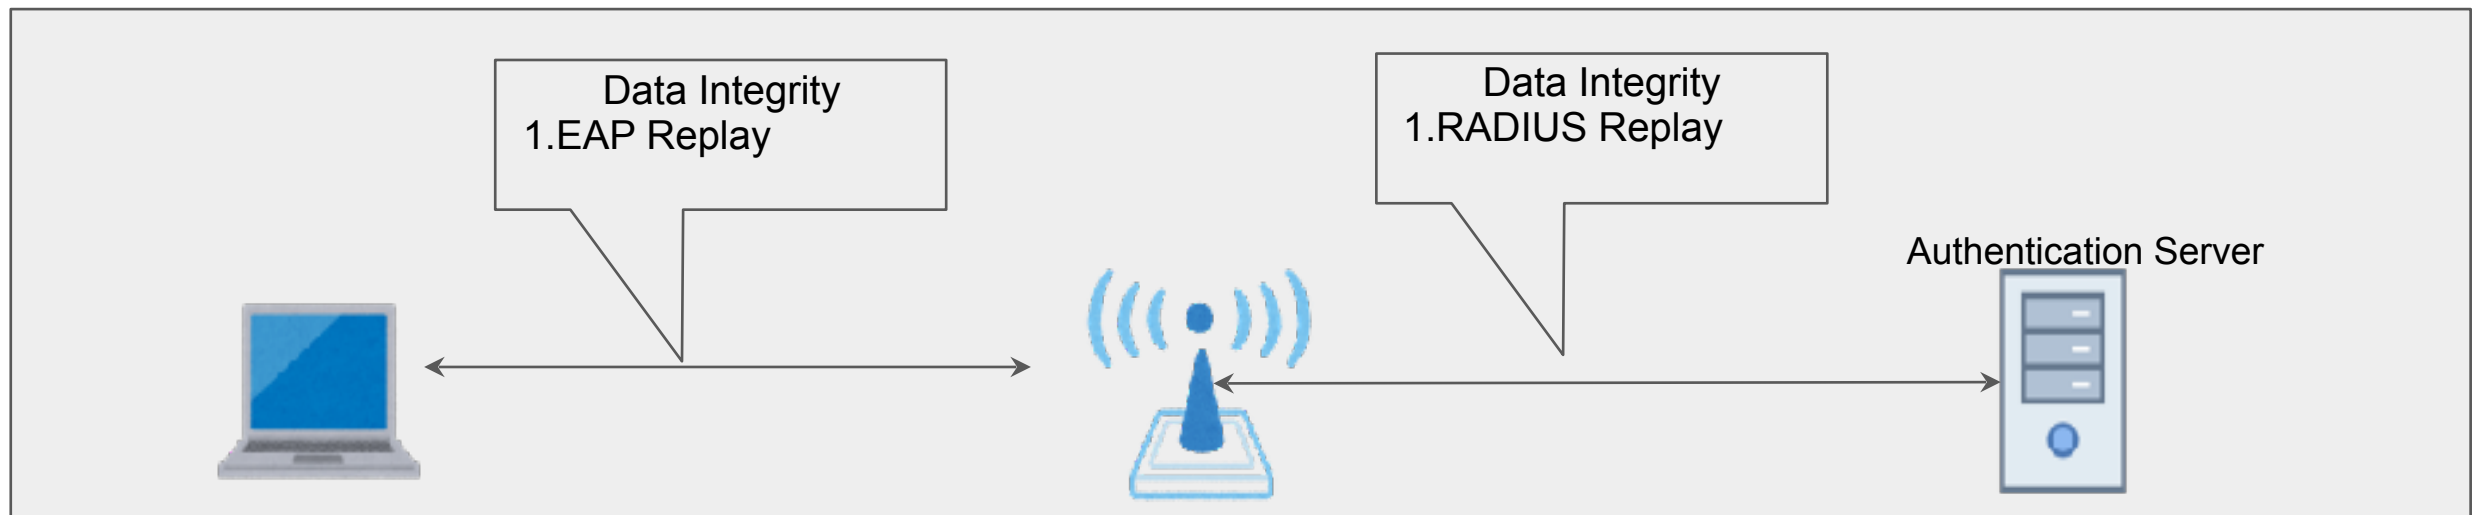 Data Integrity
1.EAP Replay
Data Integrity
1.RADIUS Replay
Authentication Server